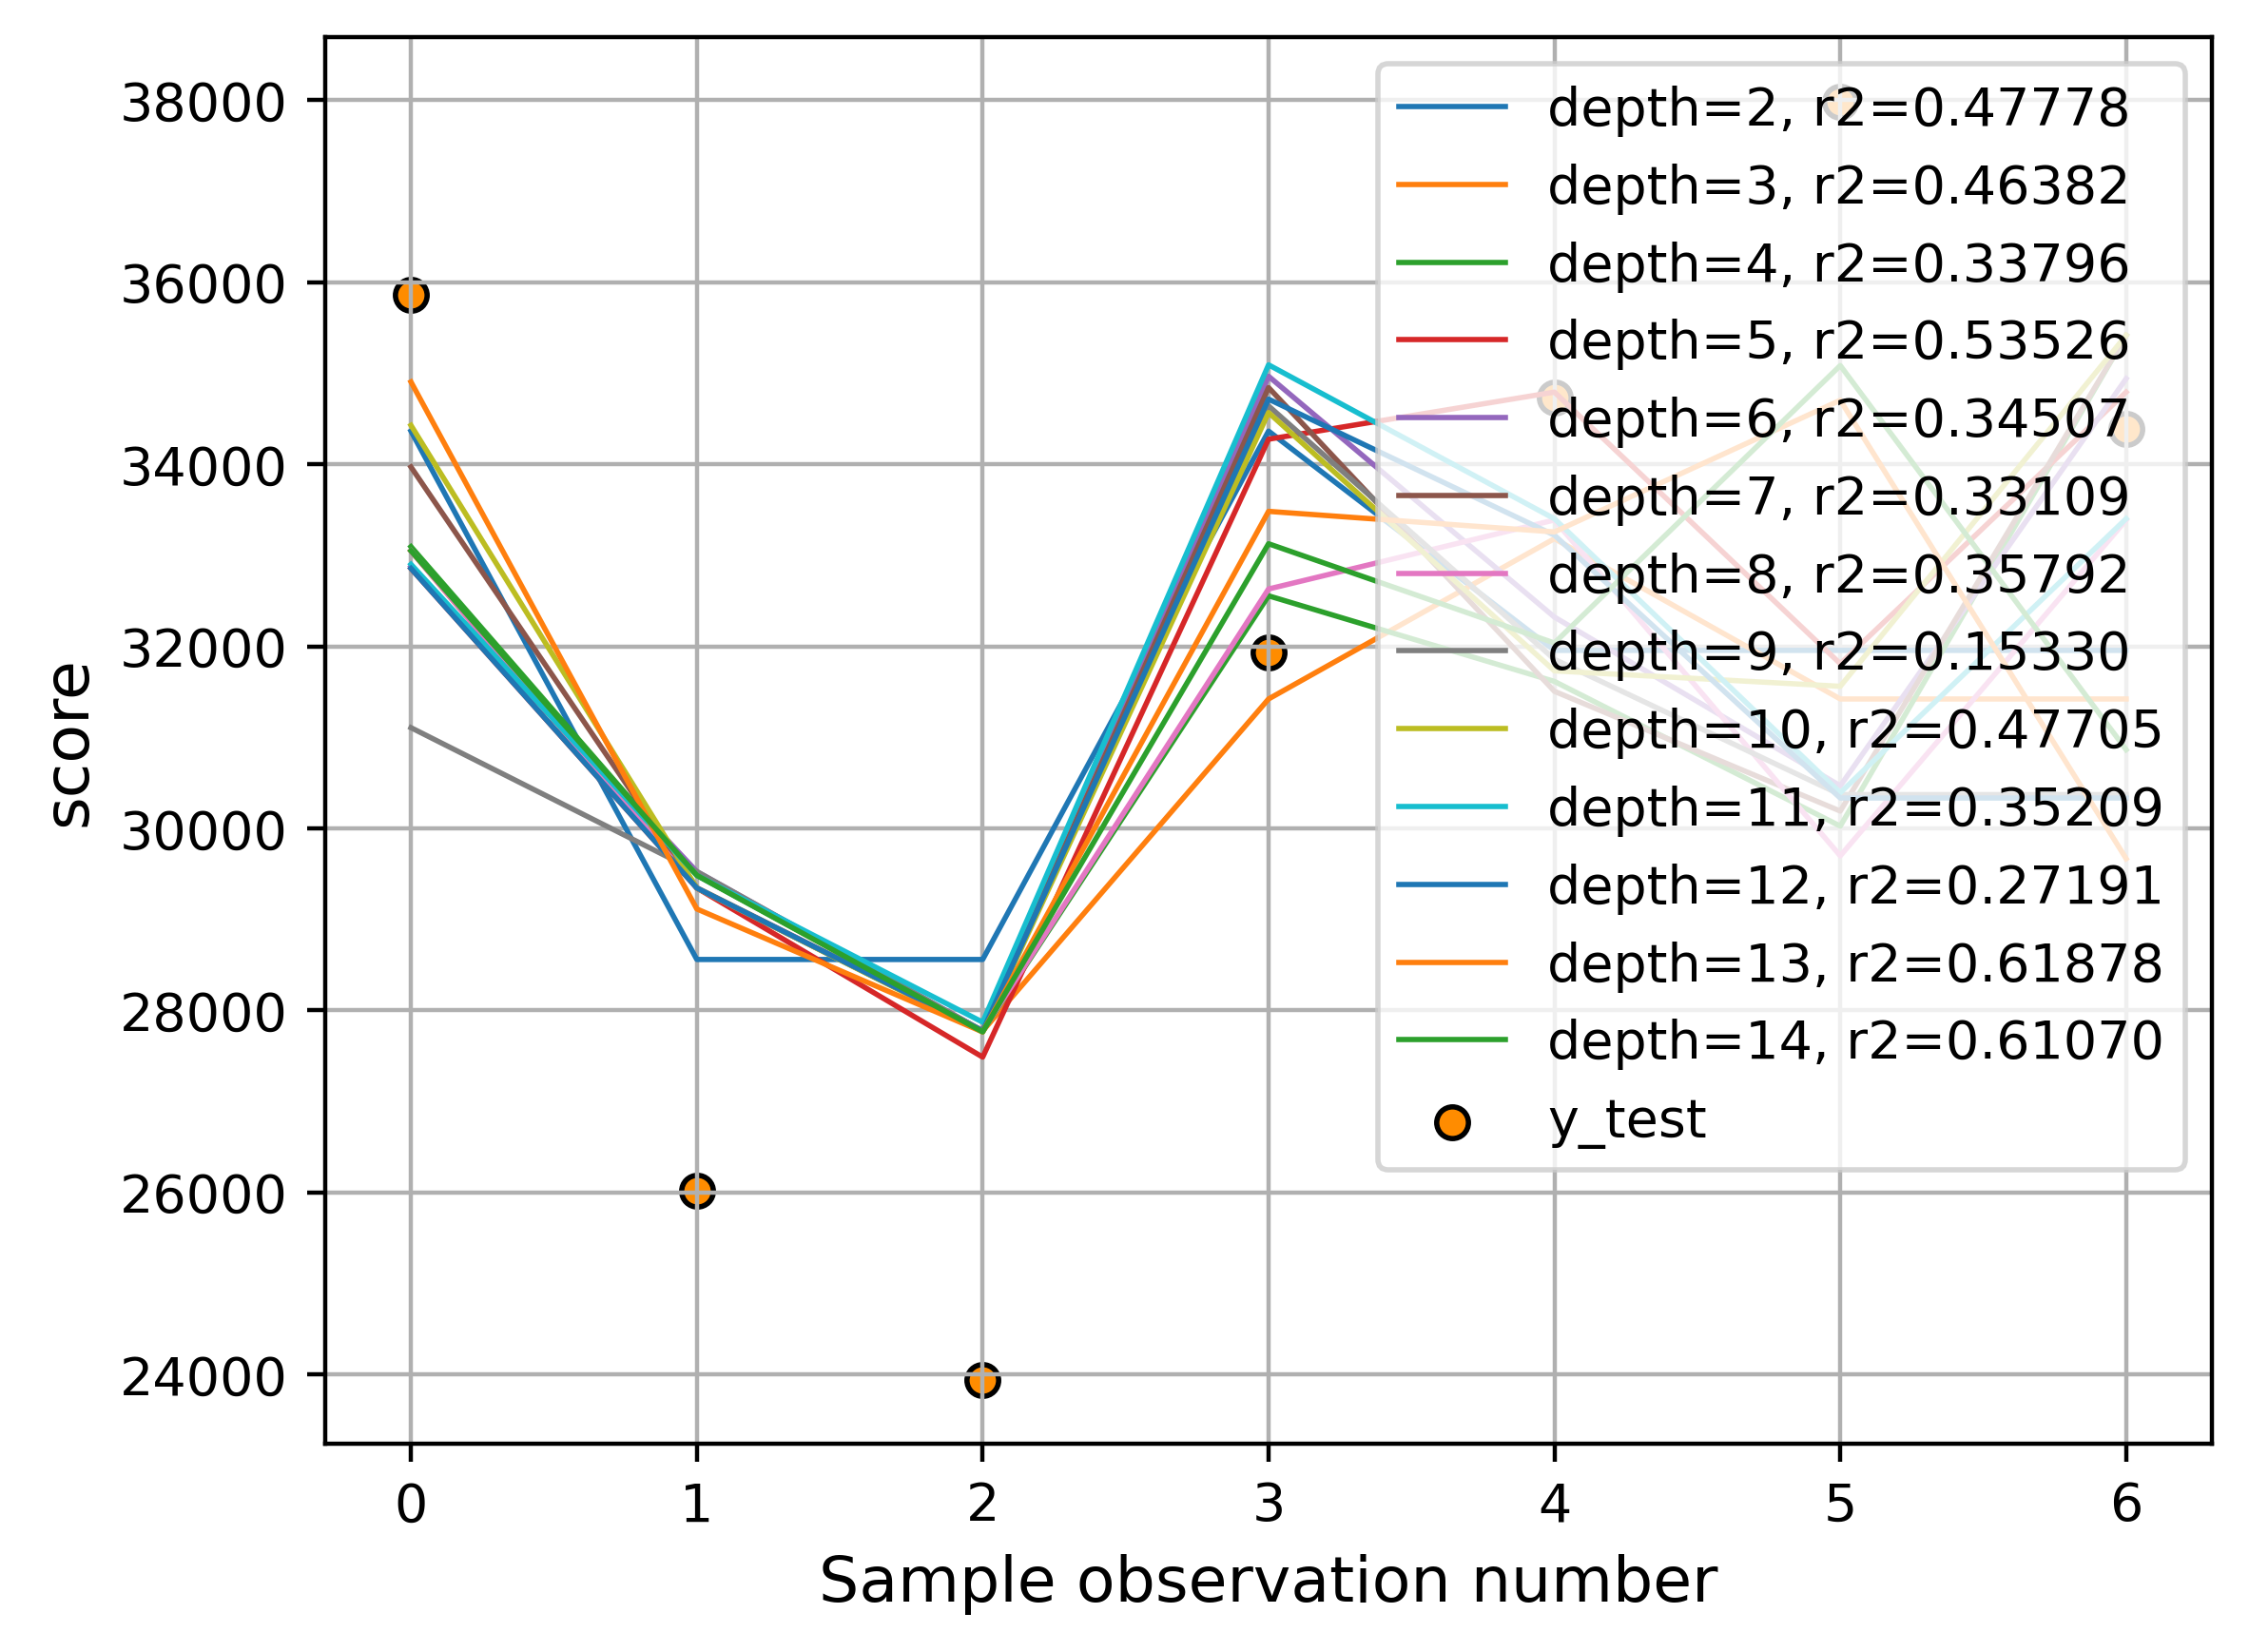 38000
36000
34000
32000
30000
28000
26000
24000
score
depth=2, r2=0.47778
depth=3, r2=0.46382
depth=4, r2=0.33796
depth=5, r2=0.53526
depth=6, r2=0.34507
depth=7, r2=0.33109
depth=8, r2=0.35792
depth=9, r2=0.15330
depth=10, r2=0.47705
depth=11, r2=0.35209
depth=12, r2=0.27191
depth=13, r2=0.61878
depth=14, r2=0.61070
y_test
0 1 2 3 4 5 6
Sample observation number